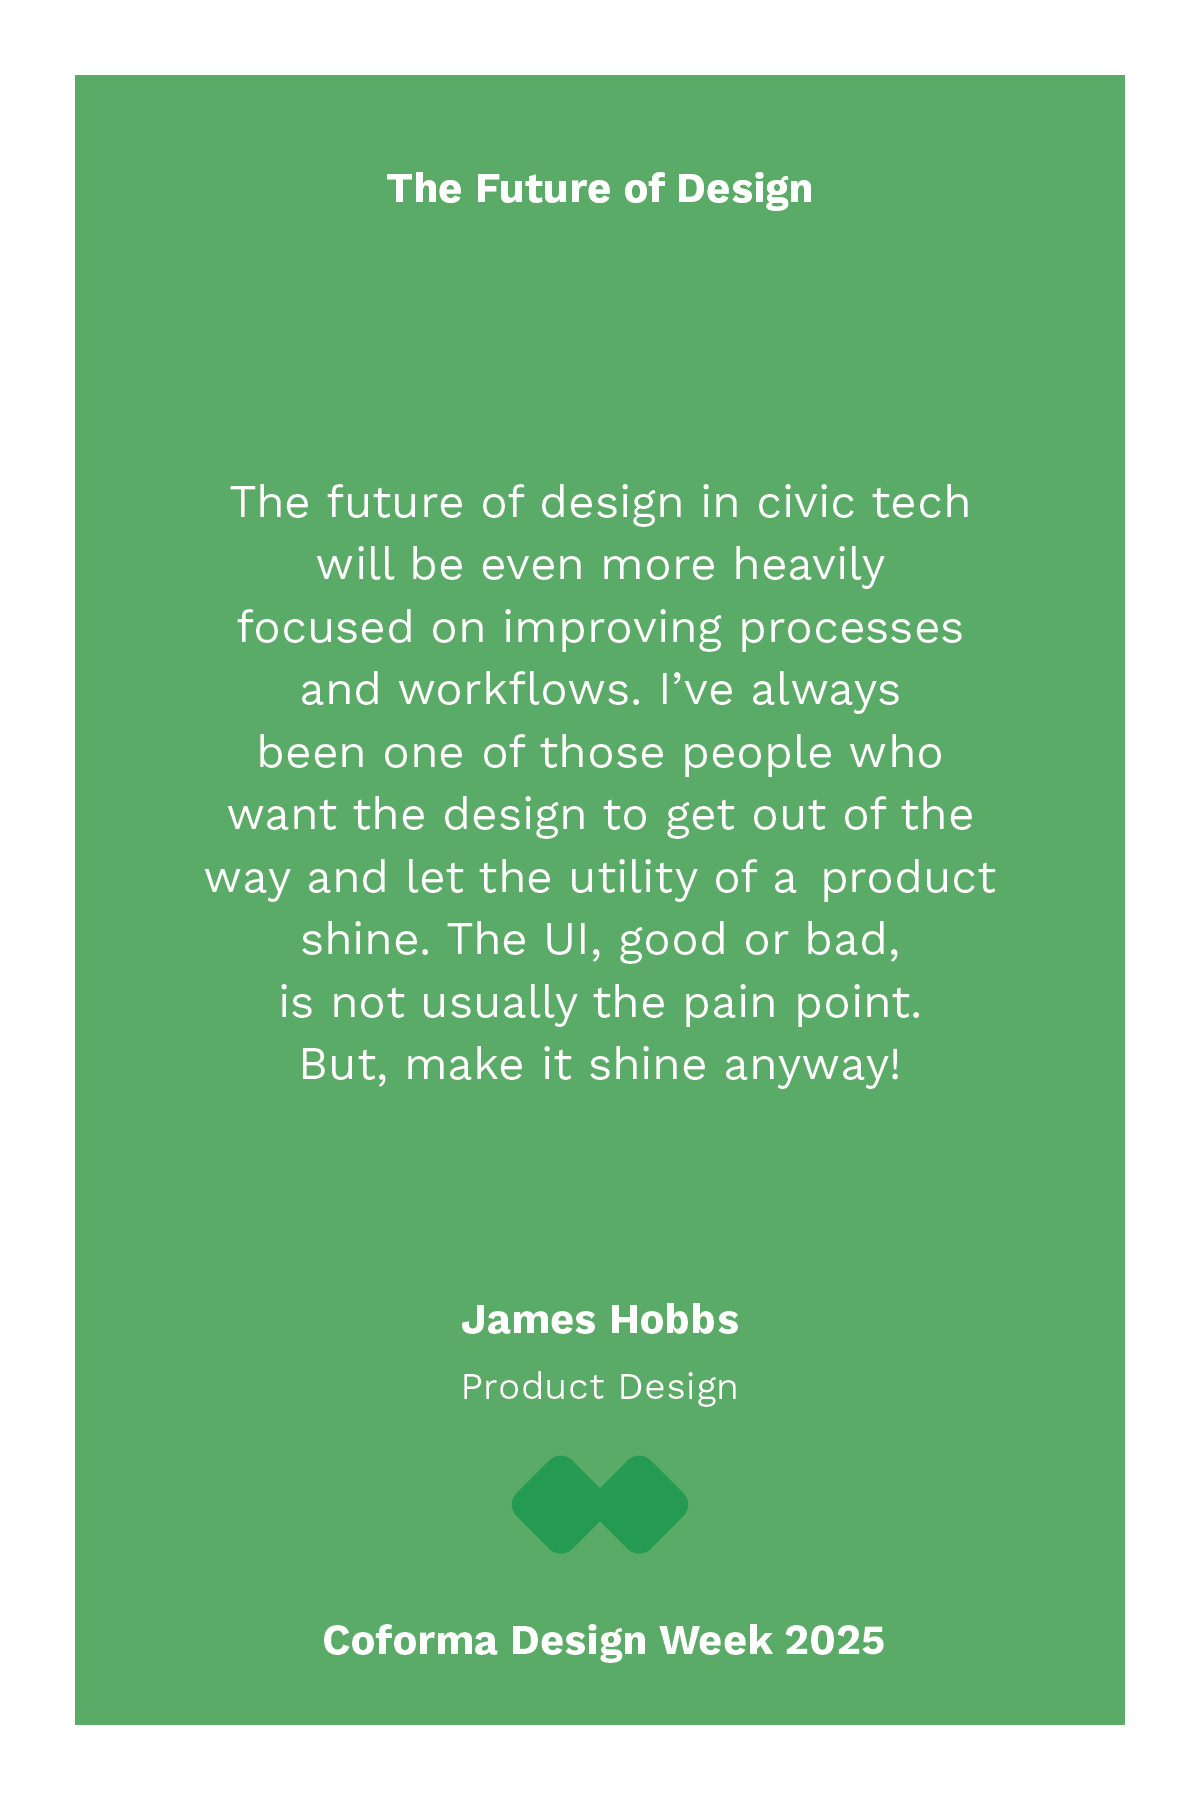 The Future of Design
The future of design in civic tech
will be even more heavily
focused on improving processes
and workflows. I’ve always
been one of those people who
want the design to get out of the
way and let the utility of a product
shine. The UI, good or bad,
is not usually the pain point.
But, make it shine anyway!
James Hobbs
Product Design
Coforma Design Week 2025